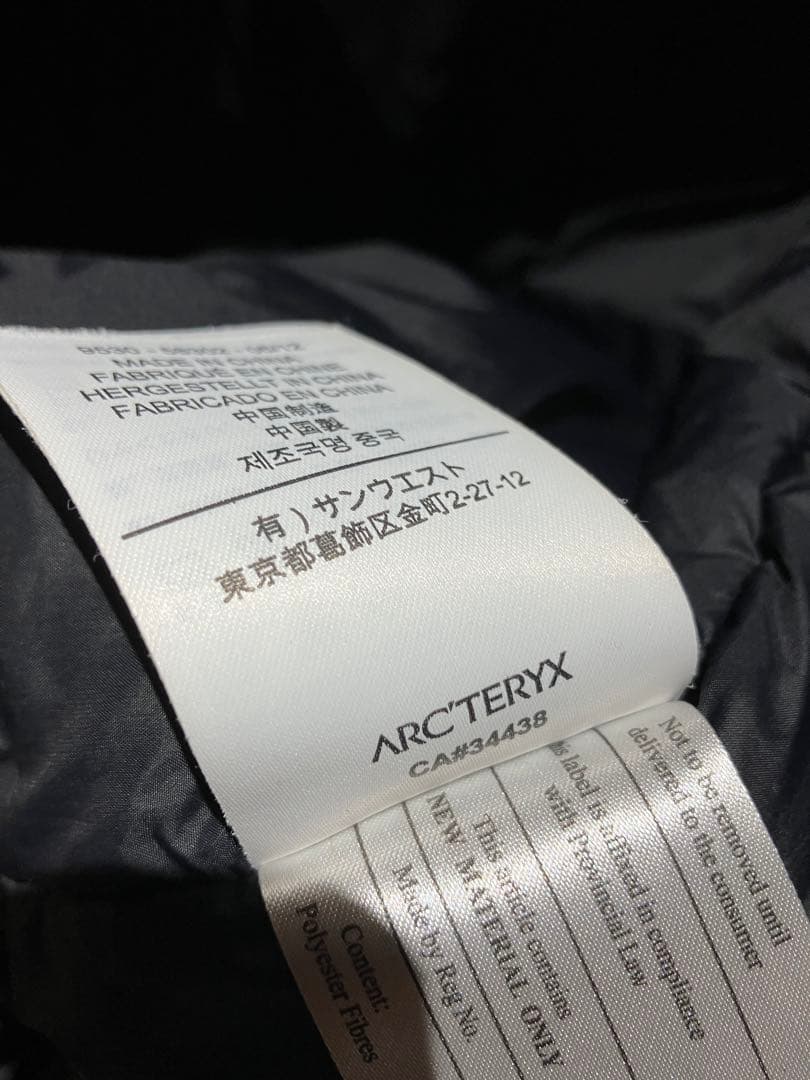 MADE IN CHINA
FABRIQUÉ EN CHINE
HERGESTELLT IN CHINA
FABRICADO EN CHINA
中国制造
中国製
제조국명 중국
有）サンウエスト
東京都葛飾区金町2-27-12
ARC'TERYX
CA#34438
Not to be removed until
delivered to the consumer
is label is affixed in compliance
with Provincial Law
This article contains
NEW MATERIAL ONLY
Made by Reg No.
Content:
Polyester Fibres